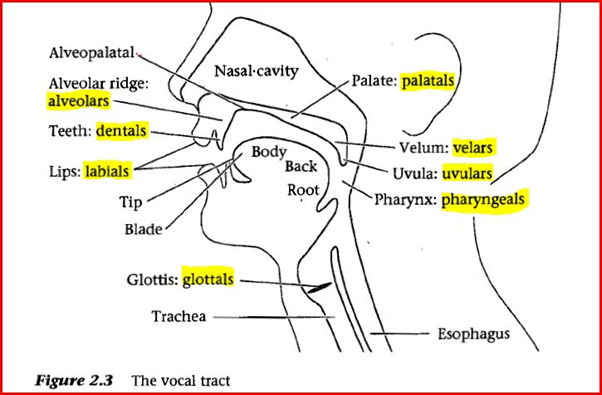 Alveopalatal
Nasal·cavity
Alveolar ridge:
alveolars
Palate: palatals
Teeth: dentals
Body
Velum: velars
Back
Lips: labials
Uvula: uvulars
Root
Pharynx: pharyngeals
Tip
Blade
Glottis: glottals
Trachea
Esophagus
Figure 2.3 The vocal tract